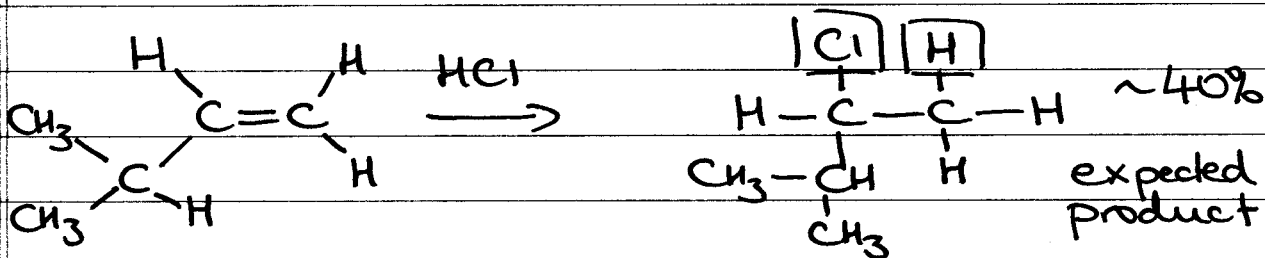 H H HCl Cl H
CH3 C=C H-C-C-H ~40%
C H CH3-CH H expected
CH3 H CH3 product